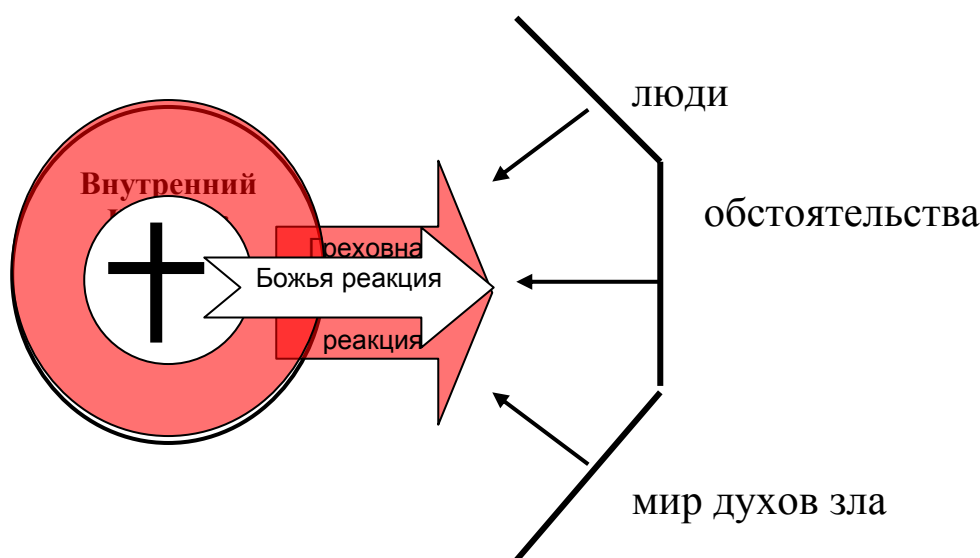 люди
Внутренний
обстоятельства
Греховна
Божья реакция
реакция
мир духов зла